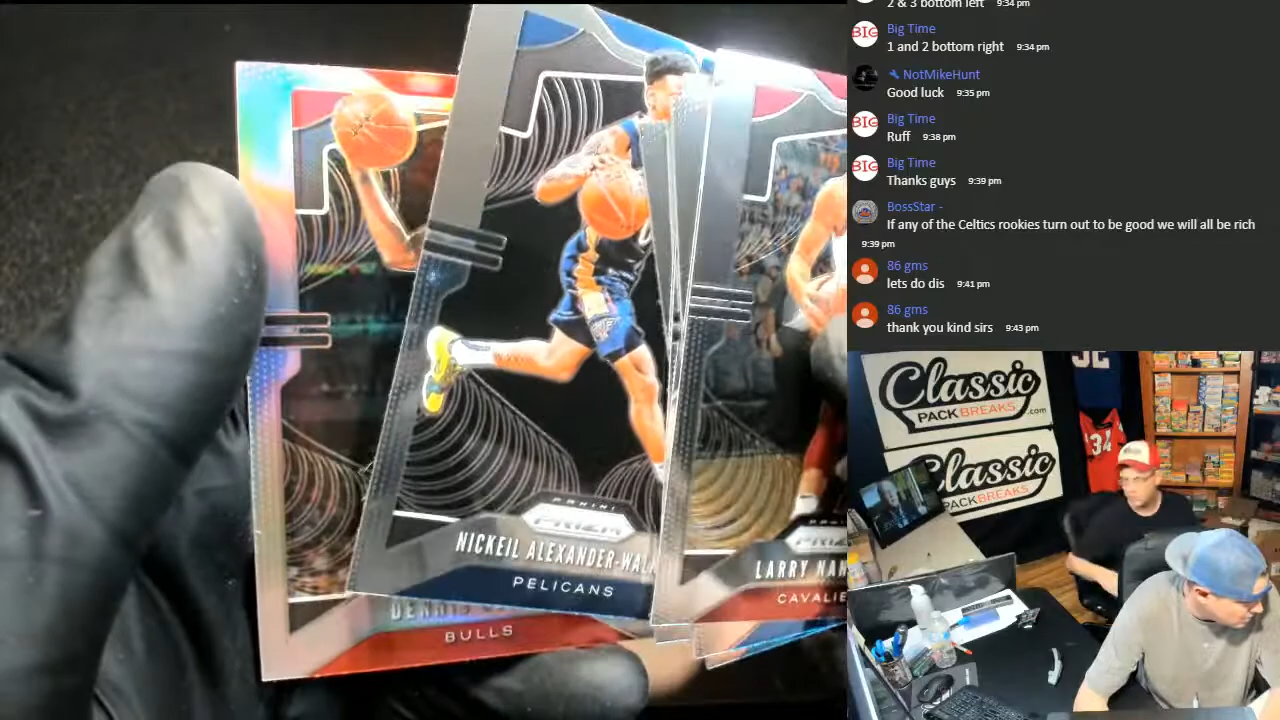 2 & 3 bottom left 9:34 pm
Big Time
1 and 2 bottom right 9:34 pm
NotMikeHunt
Good luck 9:35 pm
Big Time
Ruff 9:38 pm
Big Time
Thanks guys 9:39 pm
BossStar -
If any of the Celtics rookies turn out to be good we will all be rich
9:39 pm
86 gms
lets do dis 9:41 pm
86 gms
thank you kind sirs 9:43 pm
BIG
BIG
BIG
PANINI
PRIZM
NICKEIL ALEXANDER-WAL
PELICANS
LARRY NAN
CAVALIE
BULLS
Classic
PACK BREAKS .com
Classic
PACK BREAKS
34